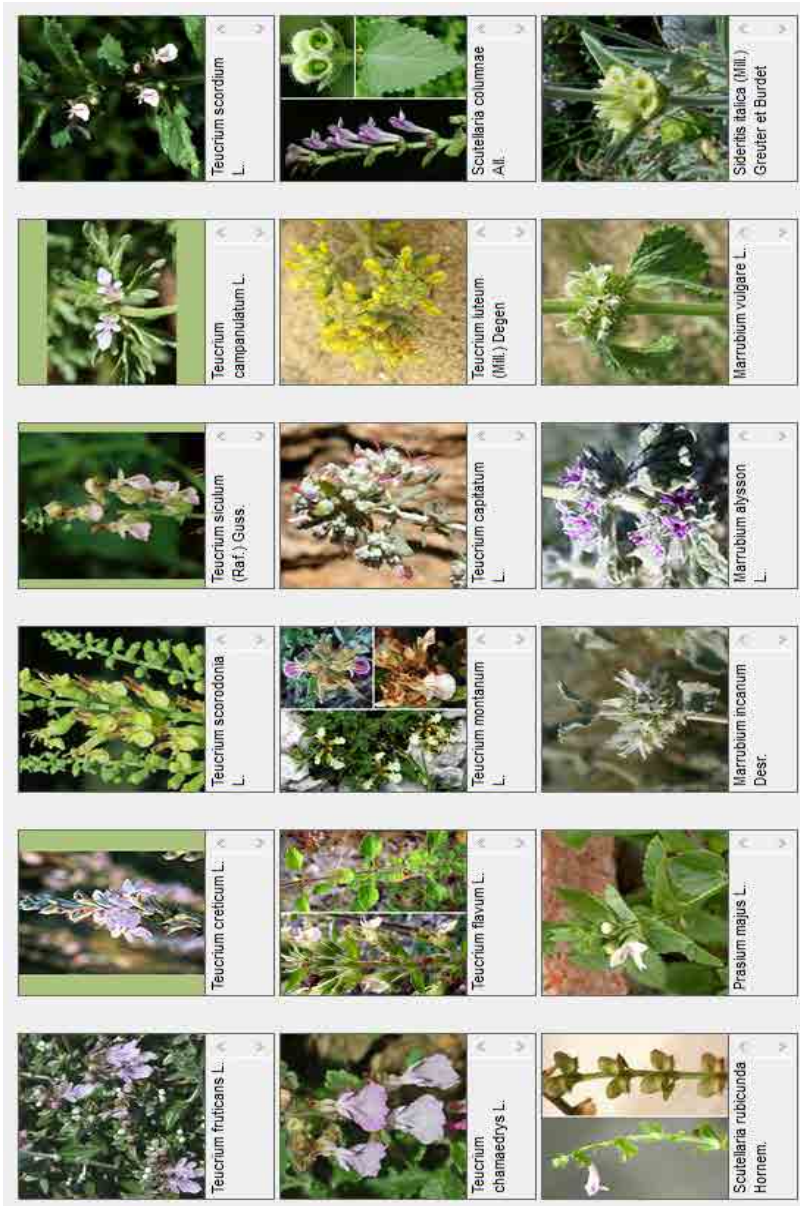 Teucrium fruticans L.
Teucrium creticum L.
Teucrium scorodonia
L.
Teucrium siculum
(Raf.) Guss.
Teucrium
campanulatum L.
Teucrium scordium
L.
Teucrium
chamaedrys L.
Teucrium flavum L.
Teucrium montanum
L.
Teucrium capitatum
L.
Teucrium luteum
(Mill.) Degen
Scutellaria columnae
All.
Scutellaria rubicunda
Hornem.
Prasium majus L.
Marrubium incanum
Desr.
Marrubium alysson
L.
Marrubium vulgare L.
Sideritis italica (Mill.)
Greuter et Burdet